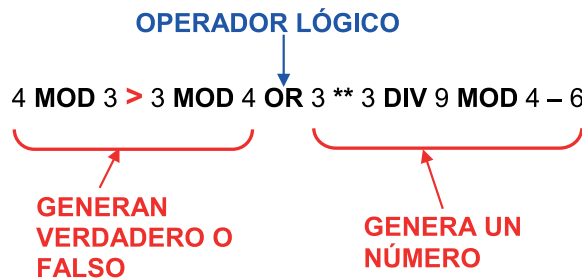 OPERADOR LÓGICO
4 MOD 3 > 3 MOD 4 OR 3 ** 3 DIV 9 MOD 4 – 6
GENERAN
VERDADERO O
FALSO
GENERA UN
NÚMERO